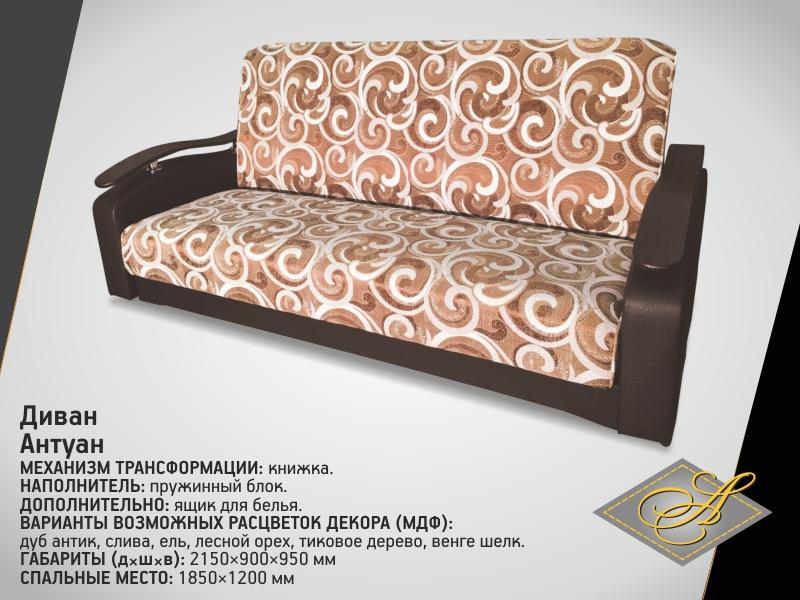 Диван
Антуан
МЕХАНИЗМ ТРАНСФОРМАЦИИ: книжка.
НАПОЛНИТЕЛЬ: пружинный блок.
ДОПОЛНИТЕЛЬНО: ящик для белья.
ВАРИАНТЫ ВОЗМОЖНЫХ РАСЦВЕТОК ДЕКОРА (МДФ):
дуб антик, слива, ель, лесной орех, тиковое дерево, венге шелк.
ГАБАРИТЫ (д×ш×в): 2150×900×950 мм
СПАЛЬНЫЕ МЕСТО: 1850×1200 мм
A